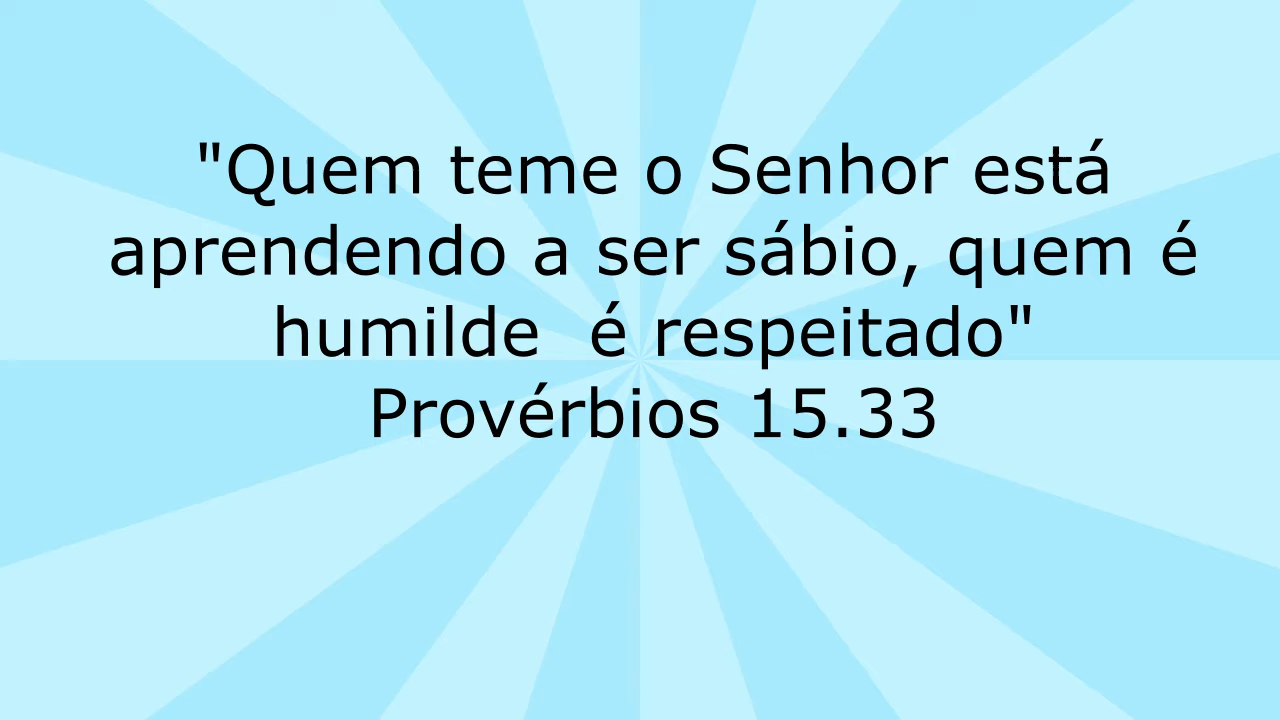 "Quem teme o Senhor está
aprendendo a ser sábio, quem é
humilde  é respeitado"
Provérbios 15.33